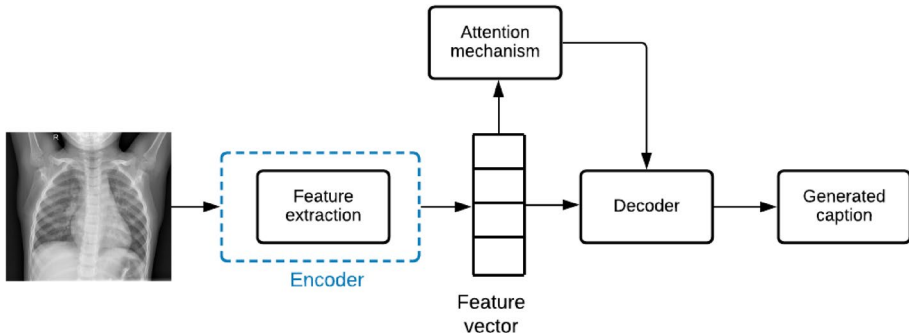 Attention
mechanism
R
Feature
extraction
Encoder
Feature
vector
Decoder
Generated
caption